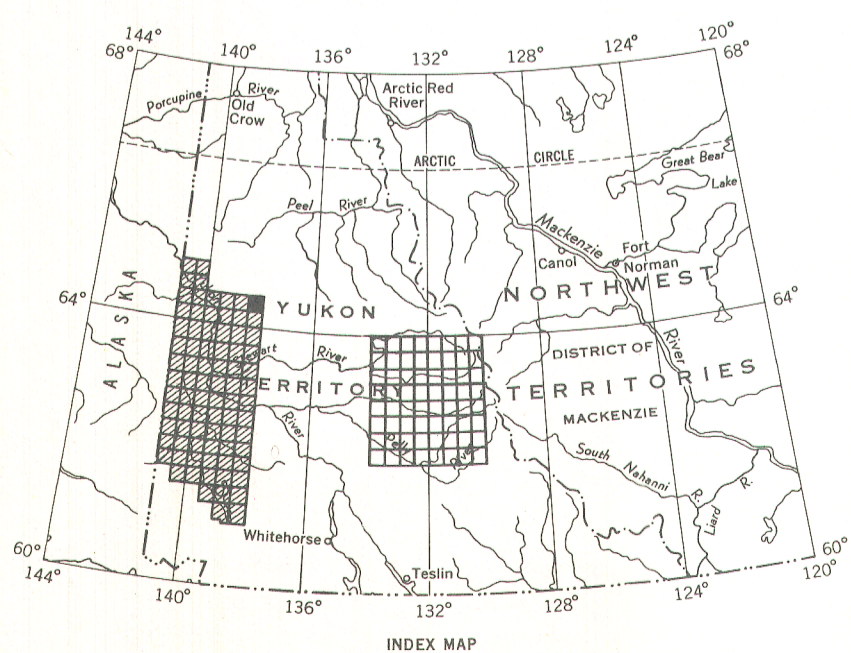 144°
68°
140°
136°
132°
128°
124°
120°
68°
Porcupine River
Old
Crow
Arctic Red
River
ARCTIC CIRCLE
Great Bear
Lake
Peel River
Mackenzie
Canol
Fort
Norman
NORTHWEST
64°
64°
ALASKA
YUKON
Stewart River
TERRITORY
DISTRICT OF
TERRITORIES
MACKENZIE
River
River
Pelly
River
South Nahanni R.
Liard R.
Whitehorse
Teslin
60°
144°
140°
136°
132°
128°
124°
60°
120°
INDEX MAP